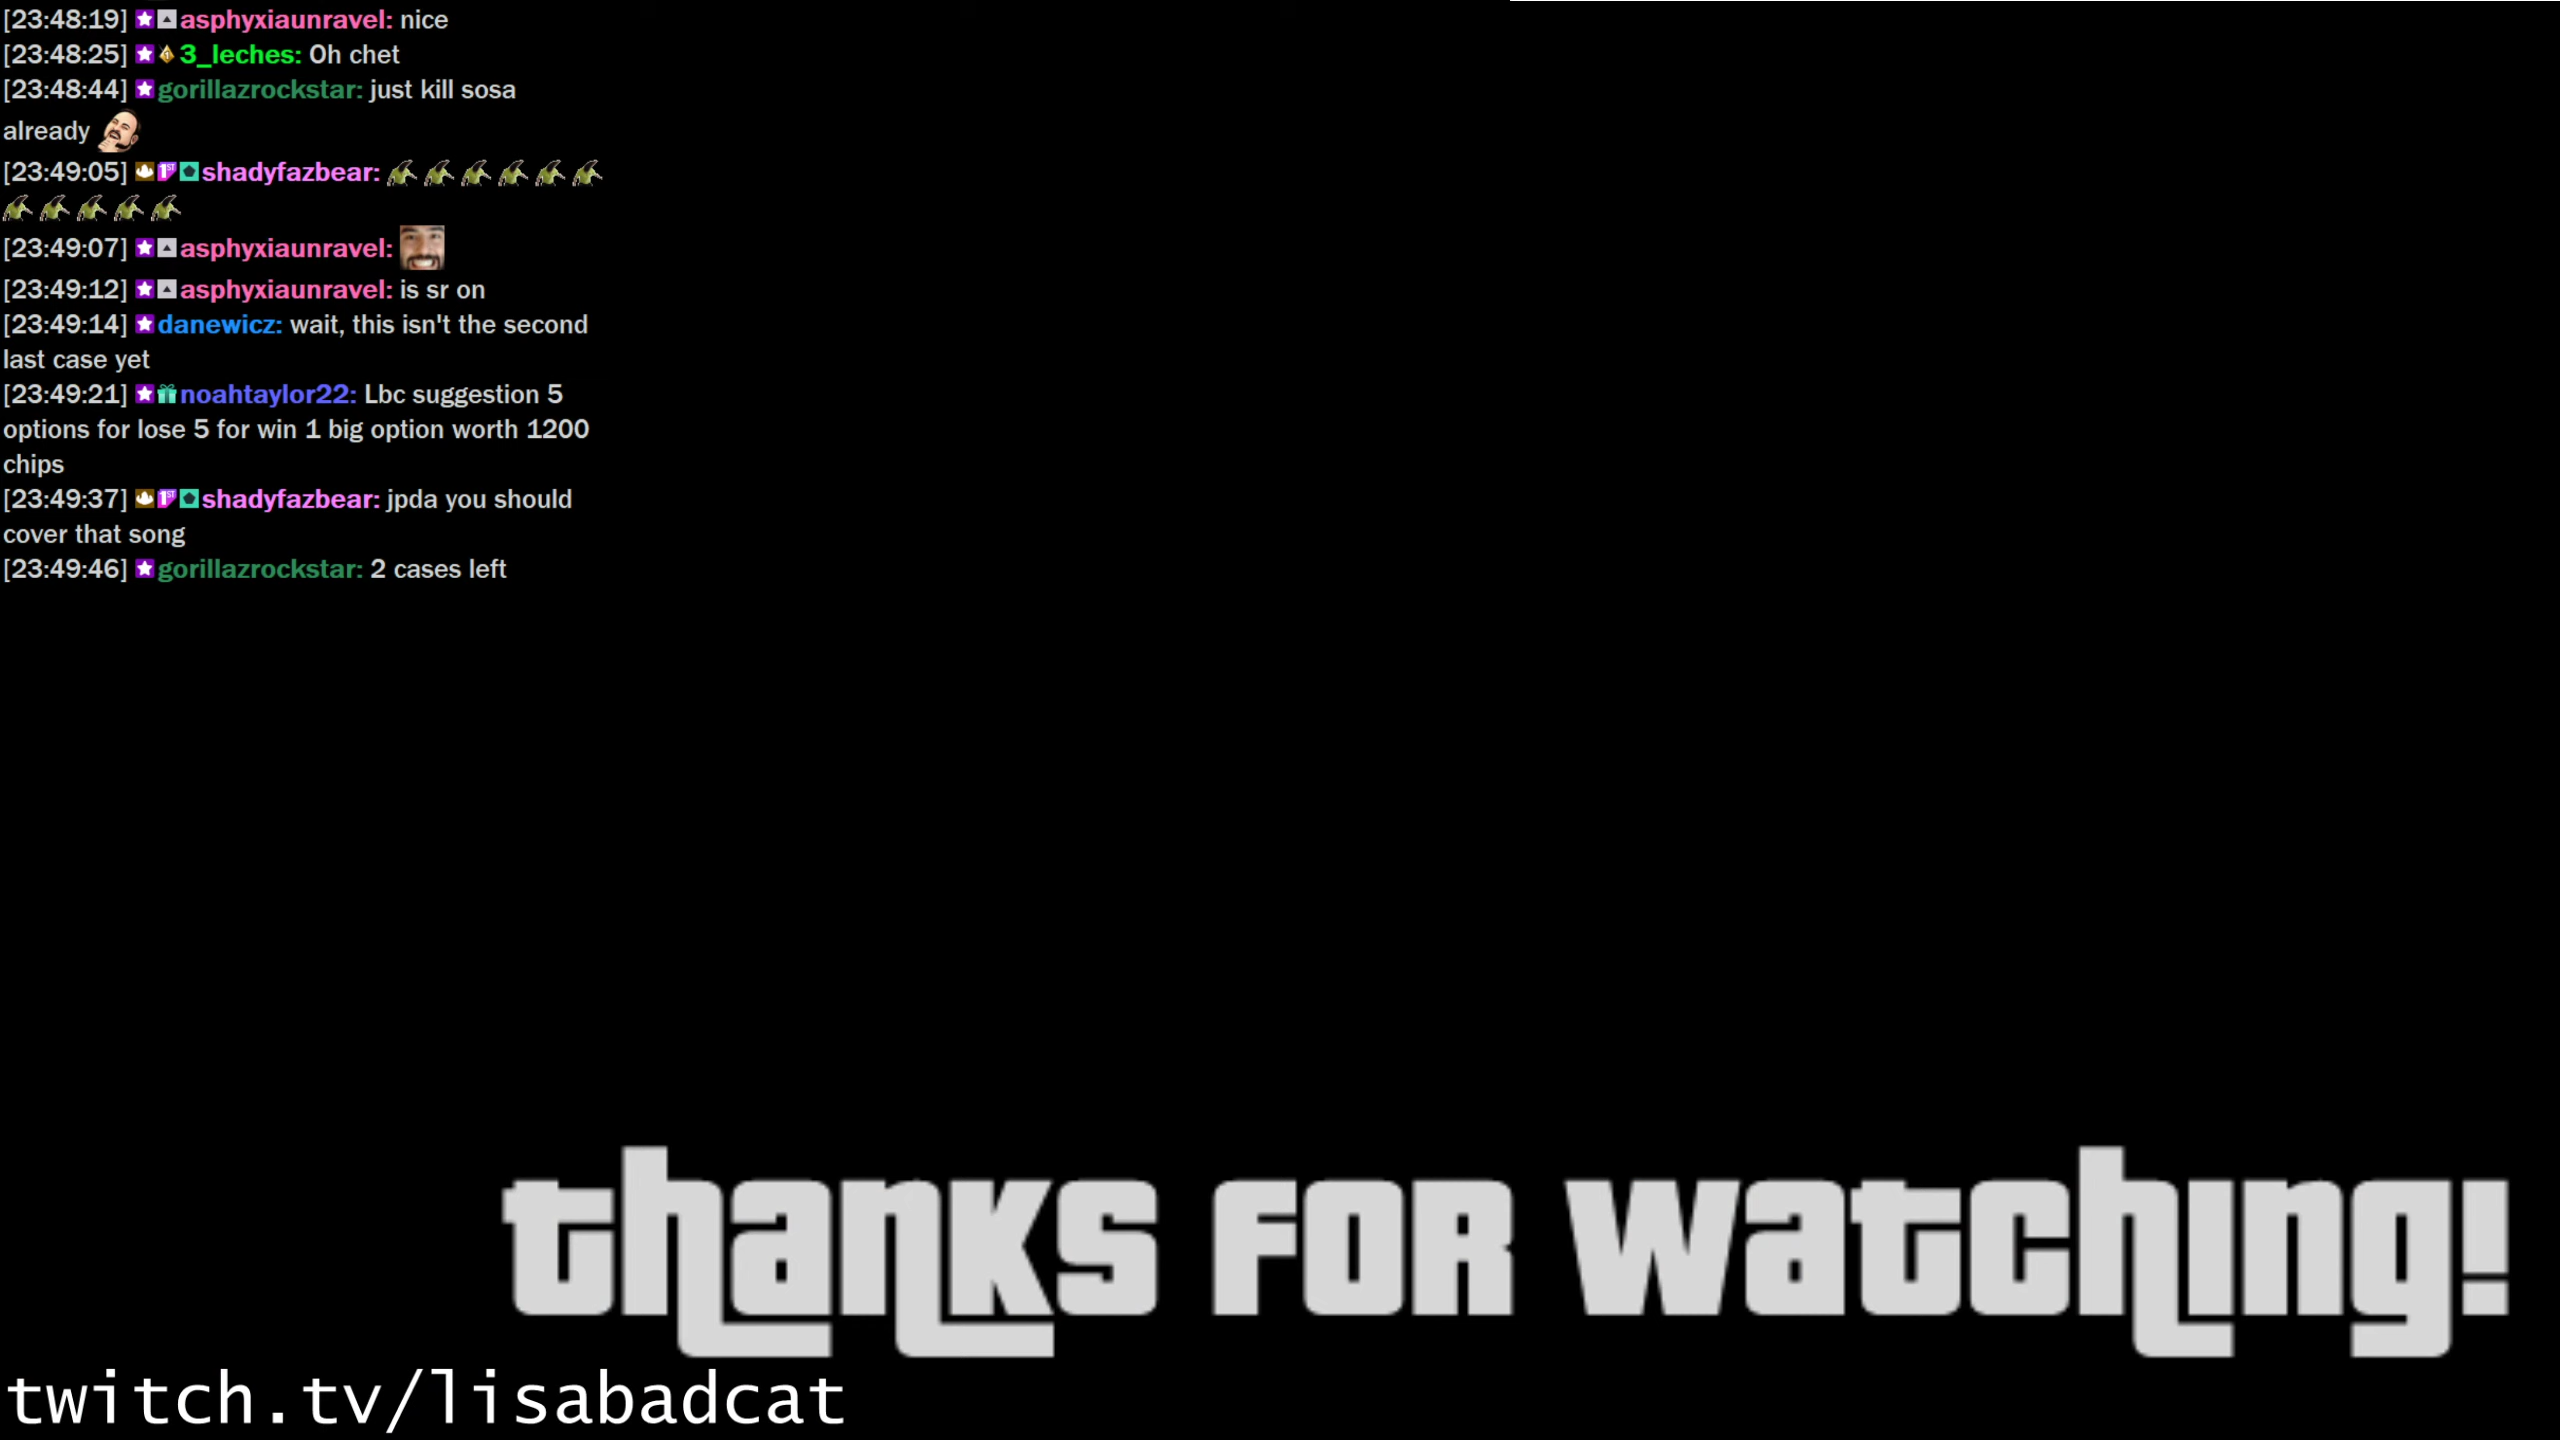 [23:48:19] asphyxiaunravel: nice
[23:48:25] 3_leches: Oh chet
[23:48:44] gorillazrockstar: just kill sosa
already
[23:49:05] shadyfazbear:
[23:49:07] asphyxiaunravel:
[23:49:12] asphyxiaunravel: is sr on
[23:49:14] danewicz: wait, this isn't the second
last case yet
[23:49:21] noahtaylor22: Lbc suggestion 5
options for lose 5 for win 1 big option worth 1200
chips
[23:49:37] shadyfazbear: jpda you should
cover that song
[23:49:46] gorillazrockstar: 2 cases left
thanks for watching!
twitch.tv/lisabadcat